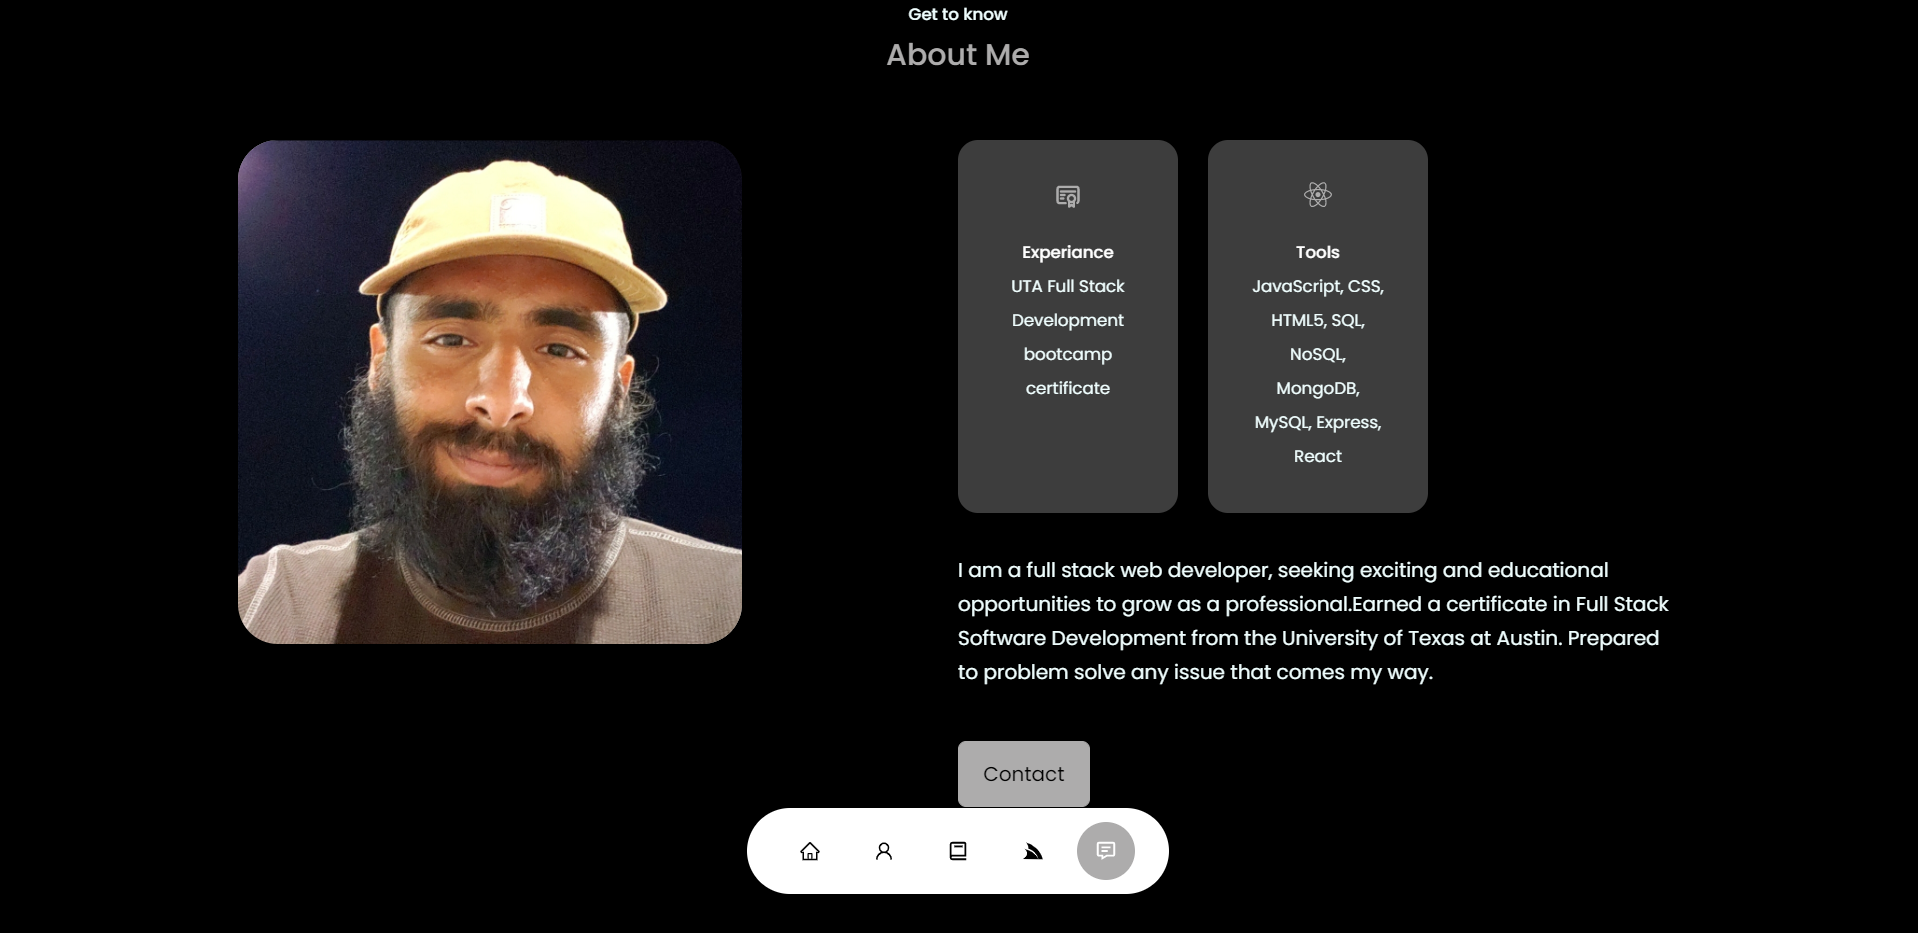 Get to know
About Me
Experiance
UTA Full Stack
Development
bootcamp
certificate
Tools
JavaScript, CSS,
HTML5, SQL,
NoSQL,
MongoDB,
MySQL, Express,
React
I am a full stack web developer, seeking exciting and educational
opportunities to grow as a professional.Earned a certificate in Full Stack
Software Development from the University of Texas at Austin. Prepared
to problem solve any issue that comes my way.
Contact